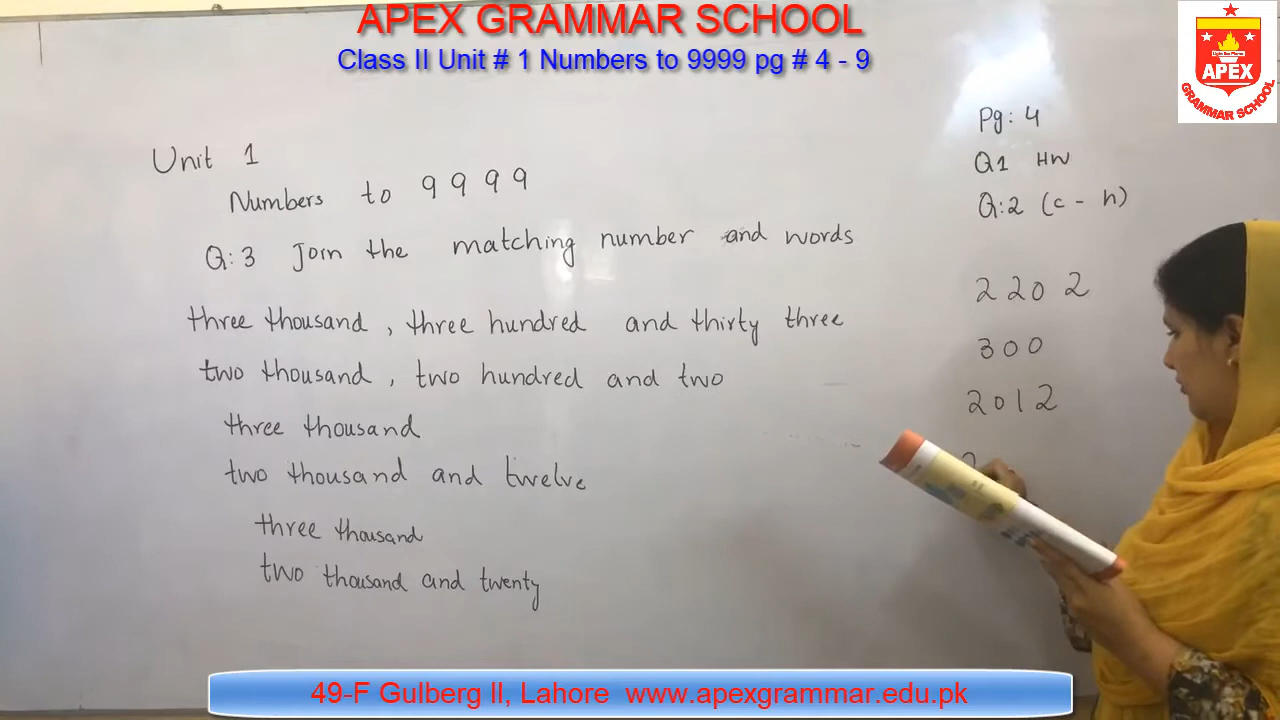 APEX GRAMMAR SCHOOL
Class II Unit # 1 Numbers to 9999 pg # 4 - 9
APEX
GRAMMAR SCHOOL
Pg: 4
Q1 HW
Q:2 (c - h)
Unit 1
Numbers to 9999
Q:3 Join the matching number and words
three thousand, three hundred and thirty three
two thousand, two hundred and two
three thousand
two thousand and twelve
three thousand
two thousand and twenty
2202
300
2012
49-F Gulberg II, Lahore www.apexgrammar.edu.pk